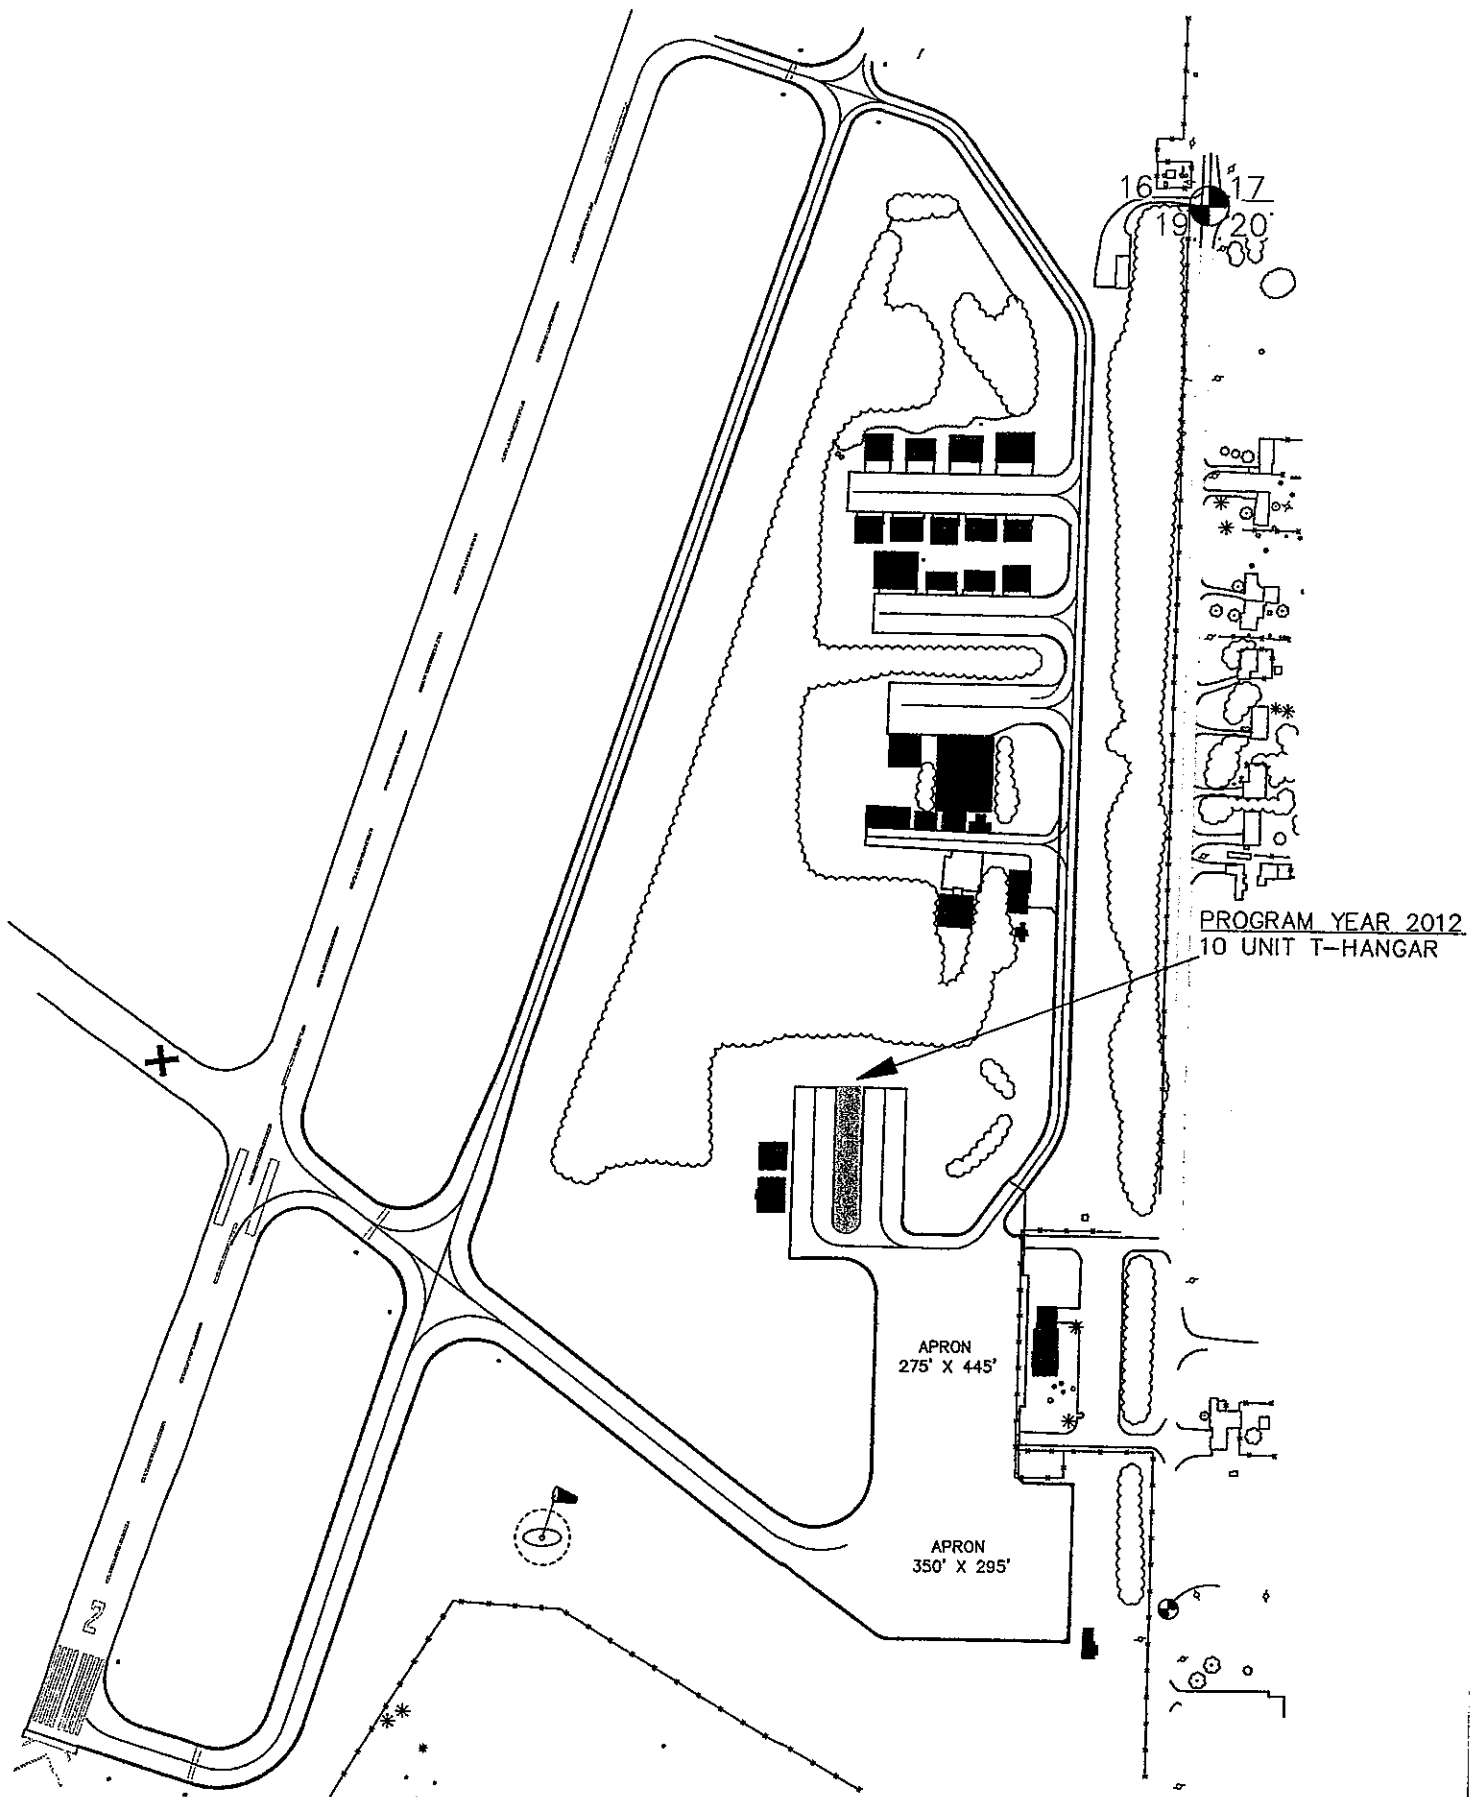 16 17
19 20
PROGRAM YEAR 2012
10 UNIT T-HANGAR
APRON
275' X 445'
APRON
350' X 295'
2